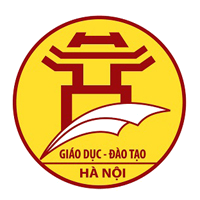 GIÁO DỤC - ĐÀO TẠO
HÀ NỘI